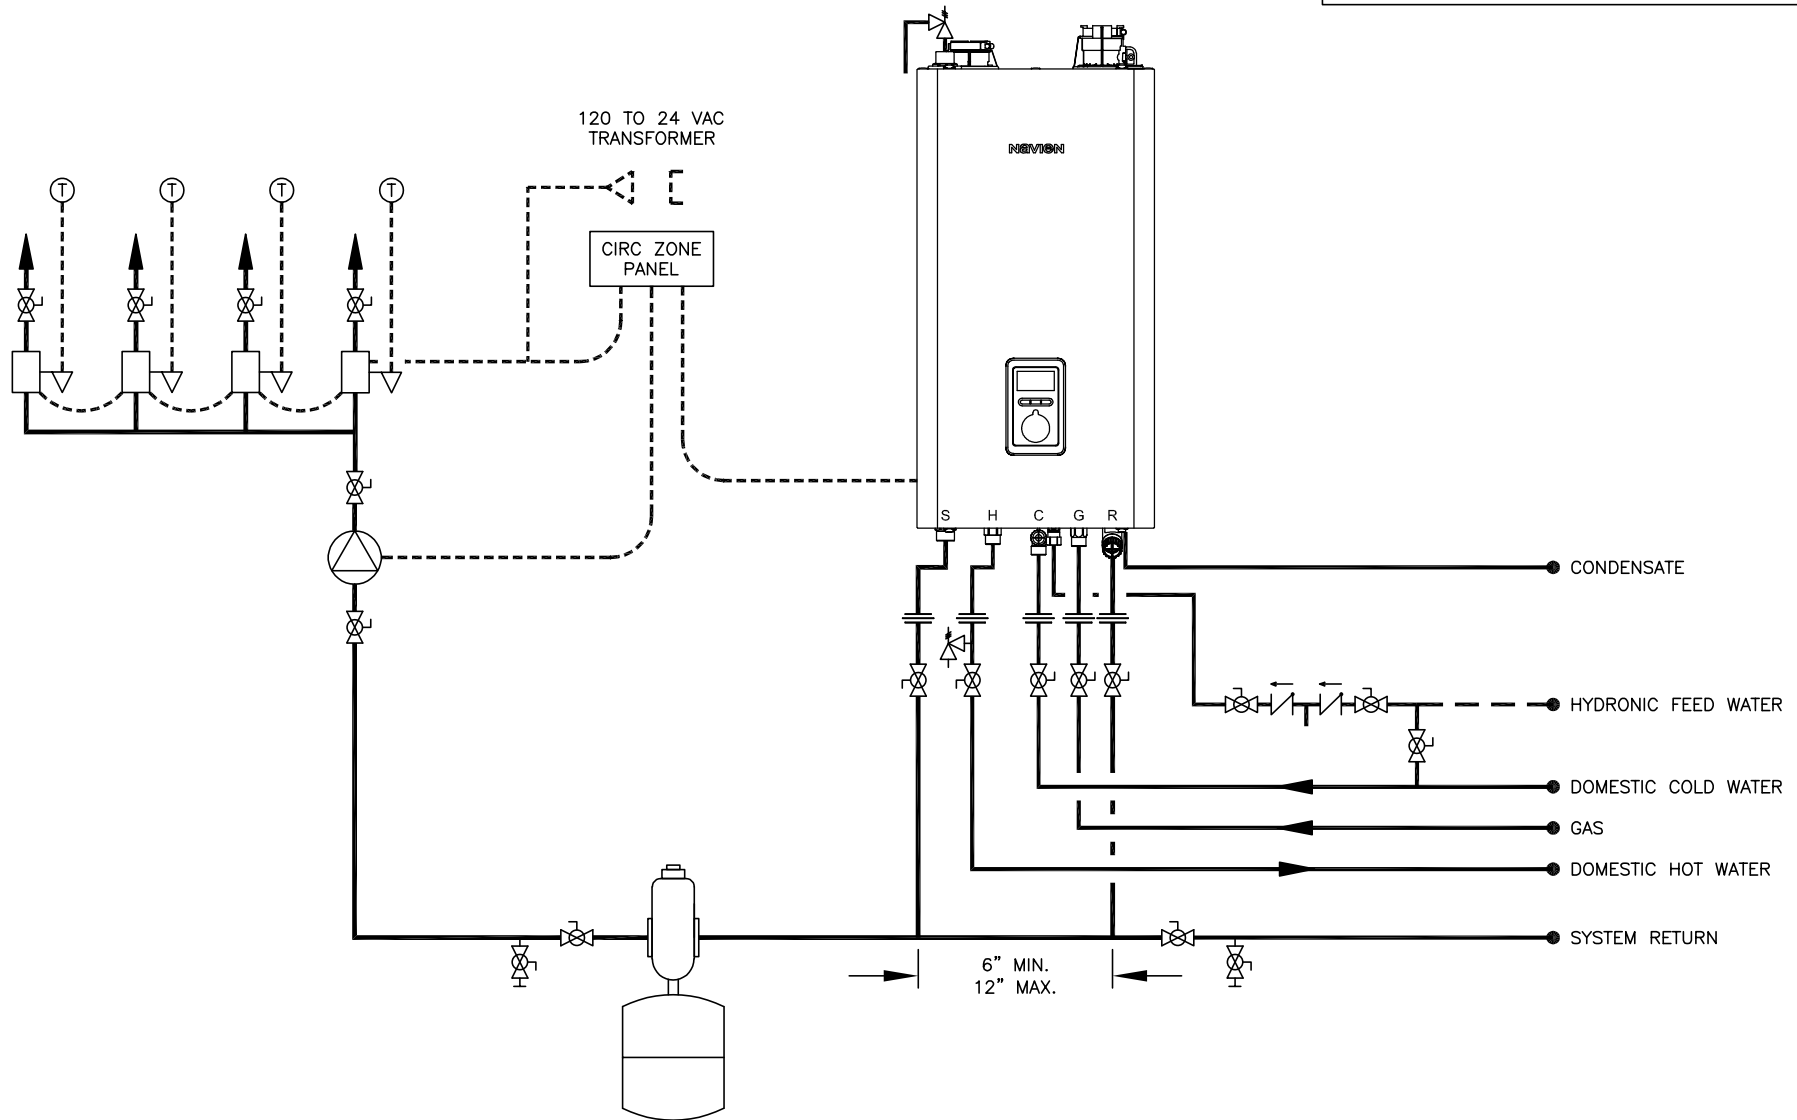 120 TO 24 VAC
TRANSFORMER
NAVIEN
T
T
T
T
CIRC ZONE
PANEL
S
H
C
G
R
CONDENSATE
HYDRONIC FEED WATER
DOMESTIC COLD WATER
GAS
DOMESTIC HOT WATER
SYSTEM RETURN
6” MIN.
12” MAX.